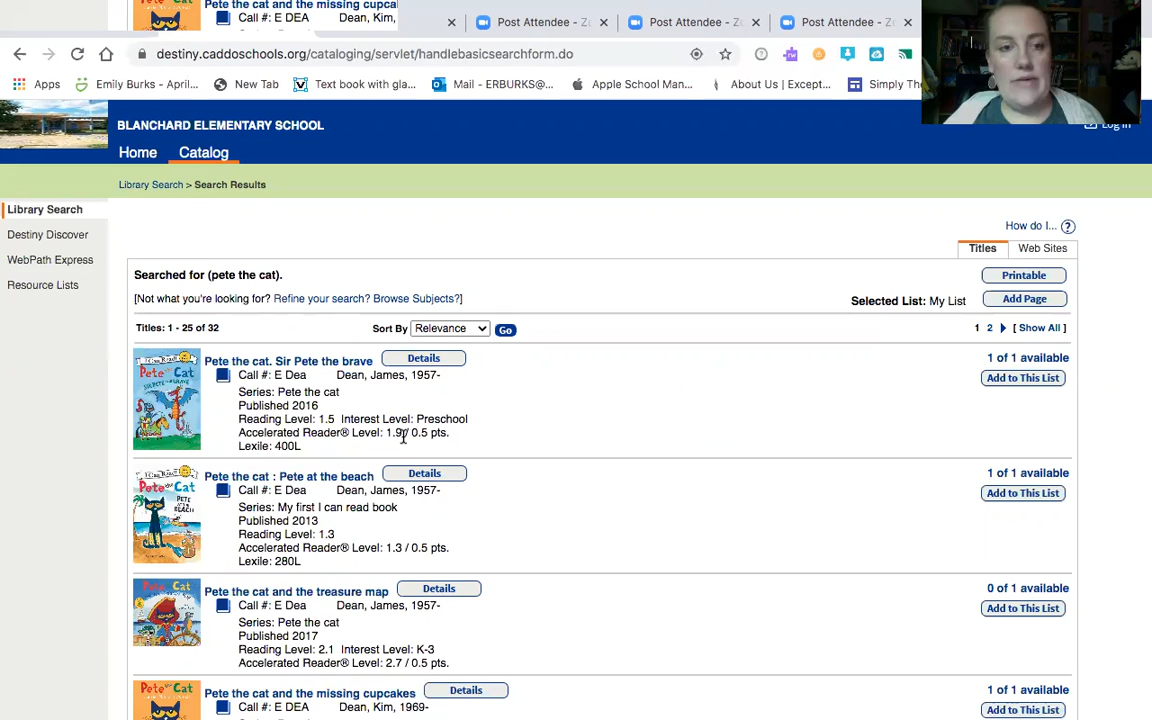 Pete the cat and the missing cupca
Call #: E DEA Dean, Kim,
Post Attendee - Zo Post Attendee - Zo Post Attendee - Zo
destiny.caddoschools.org/cataloging/servlet/handlebasicsearchform.do
Apps Emily Burks - April... New Tab Text book with gla... Mail - ERBURKS@... Apple School Man... About Us | Except... Simply The
BLANCHARD ELEMENTARY SCHOOL
Log In
Home Catalog
Library Search > Search Results
Library Search
Destiny Discover
WebPath Express
Resource Lists
How do I... ?
Titles Web Sites
Searched for (pete the cat).
Printable
[Not what you're looking for? Refine your search? Browse Subjects?]
Selected List: My List Add Page
Titles: 1 - 25 of 32 Sort By Relevance Go 1 2 [ Show All ]
Pete the cat. Sir Pete the brave Details 1 of 1 available
Call #: E Dea Dean, James, 1957- Add to This List
Series: Pete the cat
Published 2016
Reading Level: 1.5 Interest Level: Preschool
Accelerated Reader® Level: 1.9 / 0.5 pts.
Lexile: 400L
Pete the cat : Pete at the beach Details 1 of 1 available
Call #: E Dea Dean, James, 1957- Add to This List
Series: My first I can read book
Published 2013
Reading Level: 1.3
Accelerated Reader® Level: 1.3 / 0.5 pts.
Lexile: 280L
Pete the cat and the treasure map Details 0 of 1 available
Call #: E Dea Dean, James, 1957- Add to This List
Series: Pete the cat
Published 2017
Reading Level: 2.1 Interest Level: K-3
Accelerated Reader® Level: 2.7 / 0.5 pts.
Pete the cat and the missing cupcakes Details 1 of 1 available
Call #: E DEA Dean, Kim, 1969- Add to This List